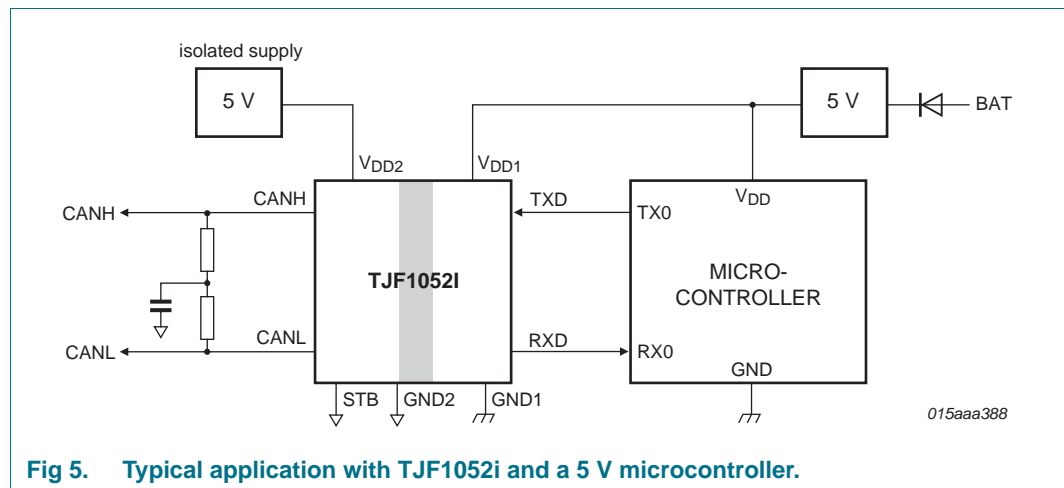 isolated supply
5 V
5 V
BAT
VDD2
VDD1
CANH
CANH
TXD
TX0
VDD
TJF1052I
MICRO-
CONTROLLER
CANL
CANL
RXD
RX0
GND
STB
GND2
GND1
015aaa388
Fig 5. Typical application with TJF1052i and a 5 V microcontroller.